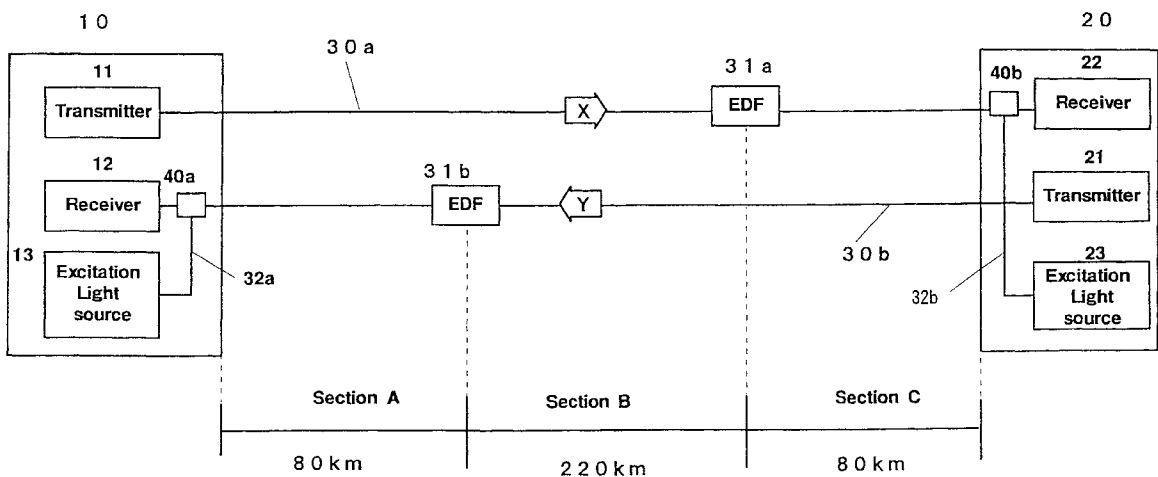 10
20
30a
11
31a
40b
22
Transmitter
X
EDF
Receiver
12
40a
31b
21
Receiver
EDF
Y
Transmitter
13
Excitation
Light
source
32a
30b
32b
23
Excitation
Light
source
Section A
Section B
Section C
80km
220km
80km